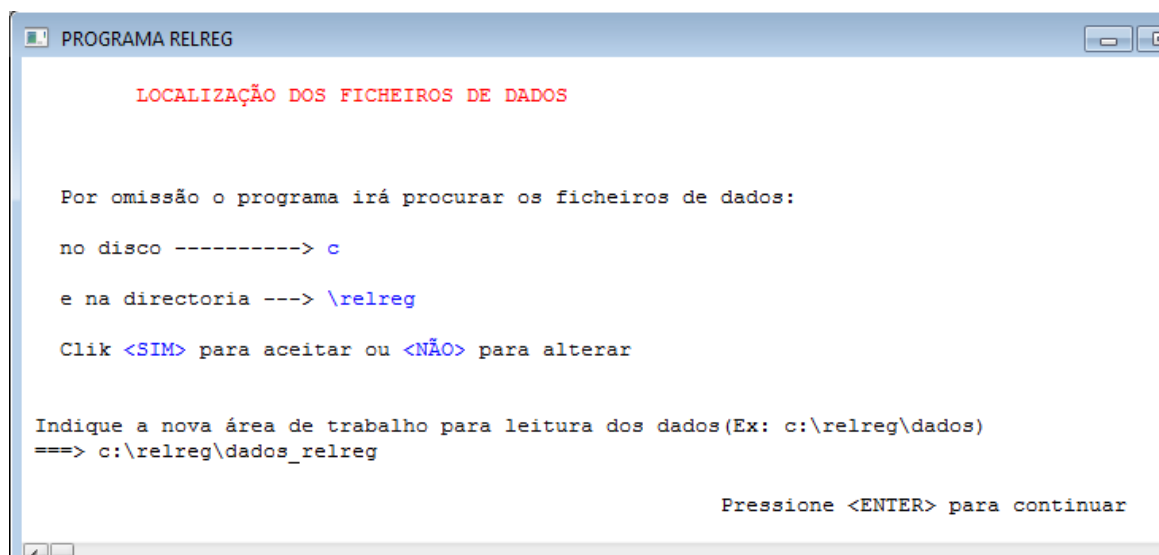 PROGRAMA RELREG
LOCALIZAÇÃO DOS FICHEIROS DE DADOS
Por omissão o programa irá procurar os ficheiros de dados:
no disco ----------> c
e na directoria ---> \relreg
Clik <SIM> para aceitar ou <NÃO> para alterar
Indique a nova área de trabalho para leitura dos dados(Ex: c:\relreg\dados)
===> c:\relreg\dados_relreg
Pressione <ENTER> para continuar